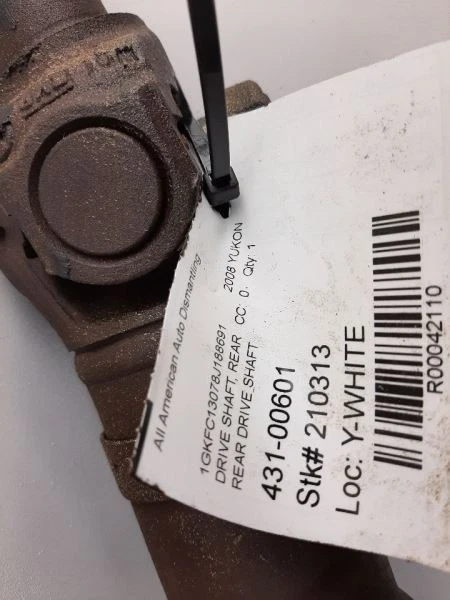 All American Auto Dismantling
1GKFC13078J188691 2008 YUKON
DRIVE SHAFT, REAR CC: 0. Qty 1
REAR DRIVE SHAFT
431-00601
Stk# 210313
Loc: Y-WHITE
R00042110